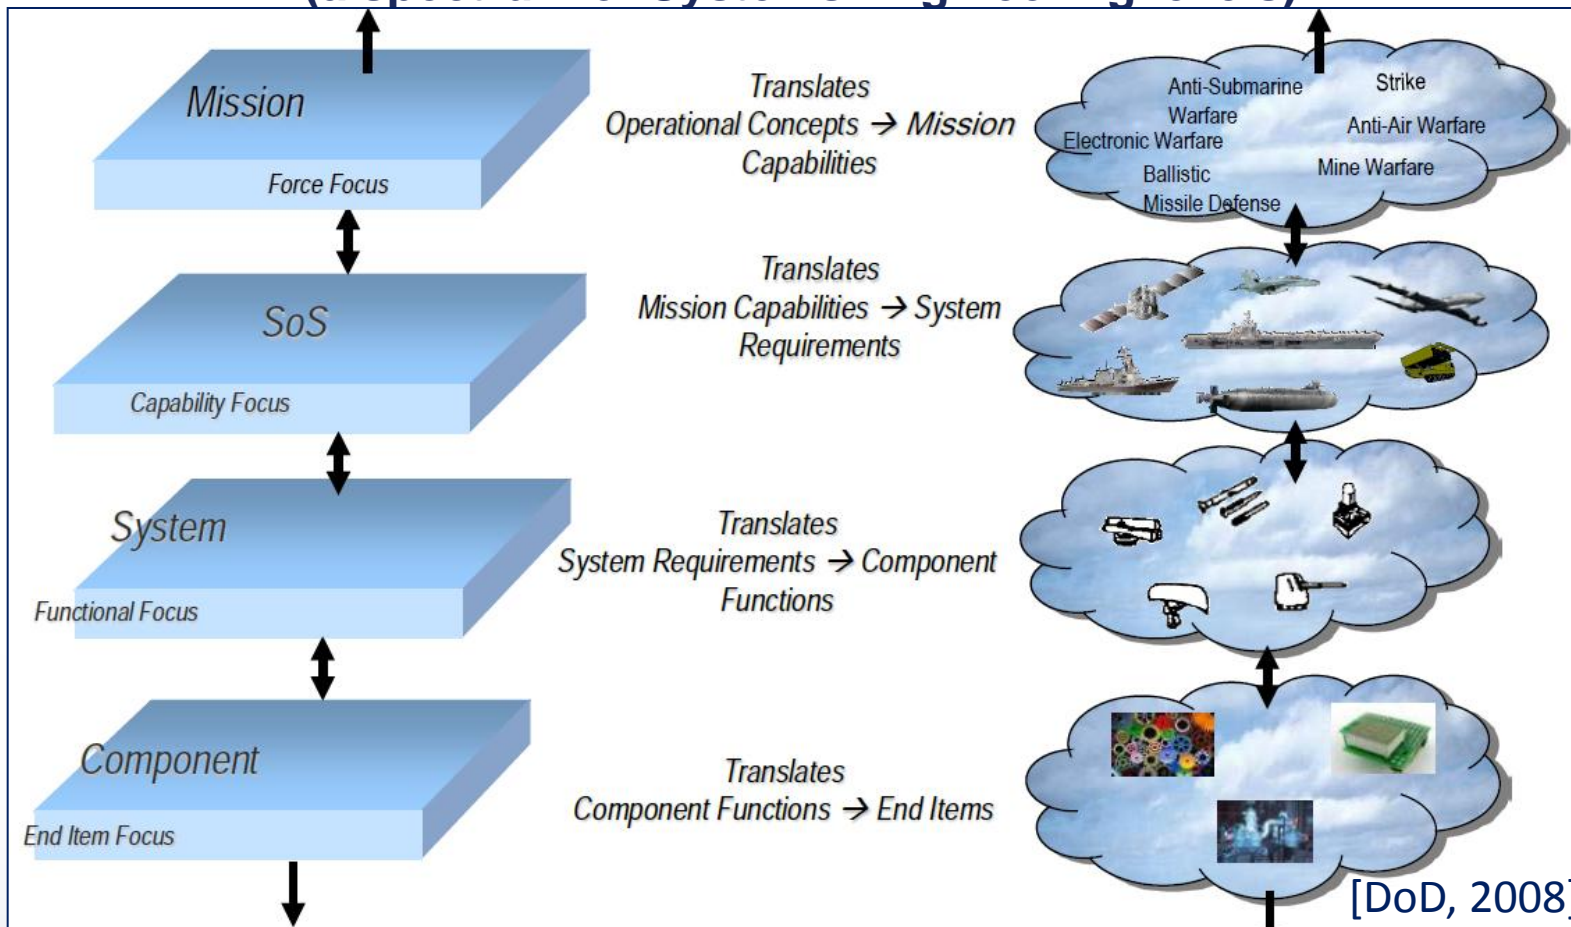 Mission
Force Focus
Translates
Operational Concepts → Mission
Capabilities
Anti-Submarine
Warfare
Strike
Electronic Warfare
Anti-Air Warfare
Ballistic
Missile Defense
Mine Warfare
SoS
Capability Focus
Translates
Mission Capabilities → System
Requirements
System
Functional Focus
Translates
System Requirements → Component
Functions
Component
End Item Focus
Translates
Component Functions → End Items
[DoD, 2008]